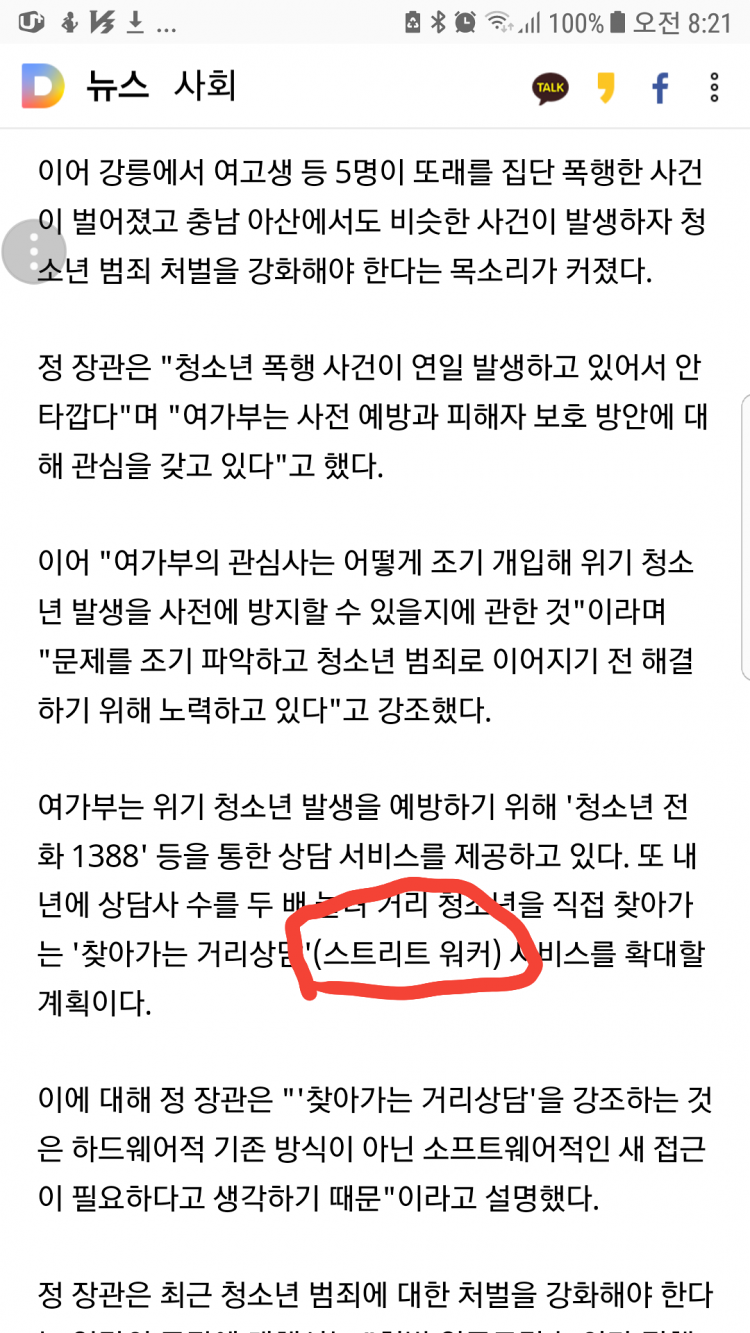 100% 오전 8:21
뉴스 사회
TALK
이어 강릉에서 여고생 등 5명이 또래를 집단 폭행한 사건
이 벌어졌고 충남 아산에서도 비슷한 사건이 발생하자 청
소년 범죄 처벌을 강화해야 한다는 목소리가 커졌다.
정 장관은 "청소년 폭행 사건이 연일 발생하고 있어서 안
타깝다"며 "여가부는 사전 예방과 피해자 보호 방안에 대
해 관심을 갖고 있다"고 했다.
이어 "여가부의 관심사는 어떻게 조기 개입해 위기 청소
년 발생을 사전에 방지할 수 있을지에 관한 것"이라며
"문제를 조기 파악하고 청소년 범죄로 이어지기 전 해결
하기 위해 노력하고 있다"고 강조했다.
여가부는 위기 청소년 발생을 예방하기 위해 '청소년 전
화 1388' 등을 통한 상담 서비스를 제공하고 있다. 또 내
년에 상담사 수를 두 배 늘려 거리 청소년을 직접 찾아가
는 '찾아가는 거리상담'(스트리트 워커) 서비스를 확대할
계획이다.
이에 대해 정 장관은 "'찾아가는 거리상담'을 강조하는 것
은 하드웨어적 기존 방식이 아닌 소프트웨어적인 새 접근
이 필요하다고 생각하기 때문"이라고 설명했다.
정 장관은 최근 청소년 범죄에 대한 처벌을 강화해야 한다